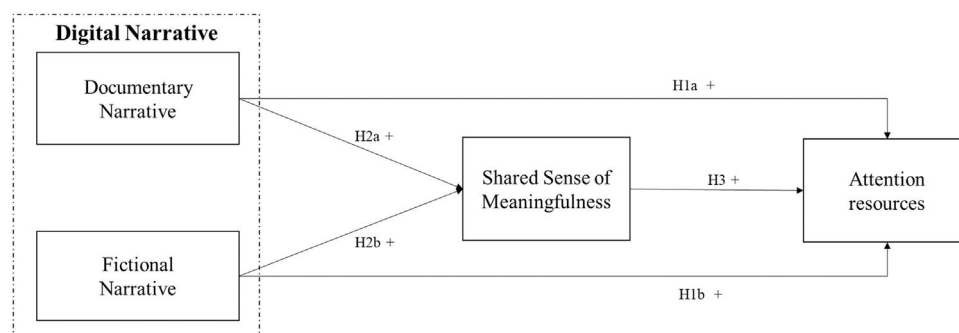 Digital Narrative
Documentary
Narrative
H1a +
H2a +
Shared Sense of
Meaningfulness
H3 +
Attention
resources
H2b +
Fictional
Narrative
H1b +